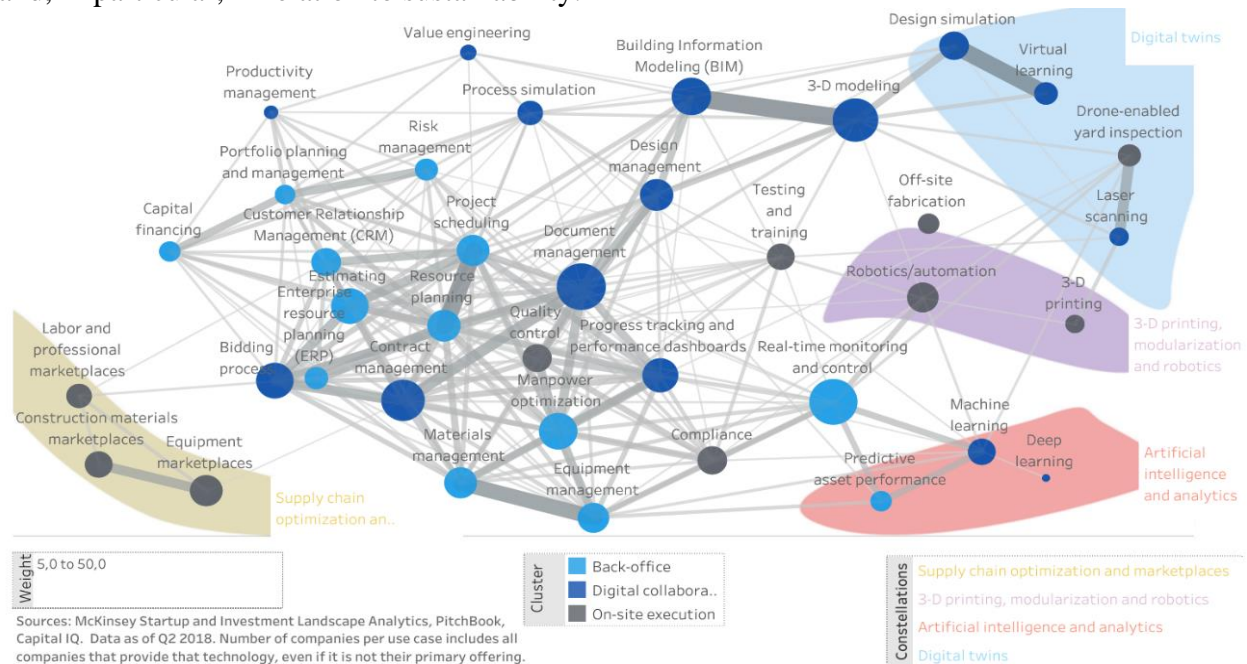 Value engineering
Building Information
Modeling (BIM)
Design simulation
Virtual
learning
Digital twins
Productivity
management
Process simulation
3-D modeling
Drone-enabled
yard inspection
Risk
management
Portfolio planning
and management
Design
management
Testing
and
training
Off-site
fabrication
Laser
scanning
Capital
financing
Customer Relationship
Management (CRM)
Project
scheduling
Document
management
Robotics/automation
3-D
printing
Estimating
Enterprise
resource
planning
(ERP)
Resource
planning
Quality
control
Progress tracking and
performance dashboards
Real-time monitoring
and control
3-D printing,
modularization
and robotics
Labor and
professional
marketplaces
Bidding
process
Contract
management
Manpower
optimization
Construction materials
marketplaces
Equipment
marketplaces
Materials
management
Equipment
management
Compliance
Predictive
asset performance
Machine
learning
Deep
learning
Artificial
intelligence
and analytics
Supply chain
optimization an..
Weight
5,0 to 50,0
Cluster
Back-office
Digital collabora..
On-site execution
Constellations
Supply chain optimization and marketplaces
3-D printing, modularization and robotics
Artificial intelligence and analytics
Digital twins
Sources: McKinsey Startup and Investment Landscape Analytics, PitchBook,
Capital IQ. Data as of Q2 2018. Number of companies per use case includes all
companies that provide that technology, even if it is not their primary offering.